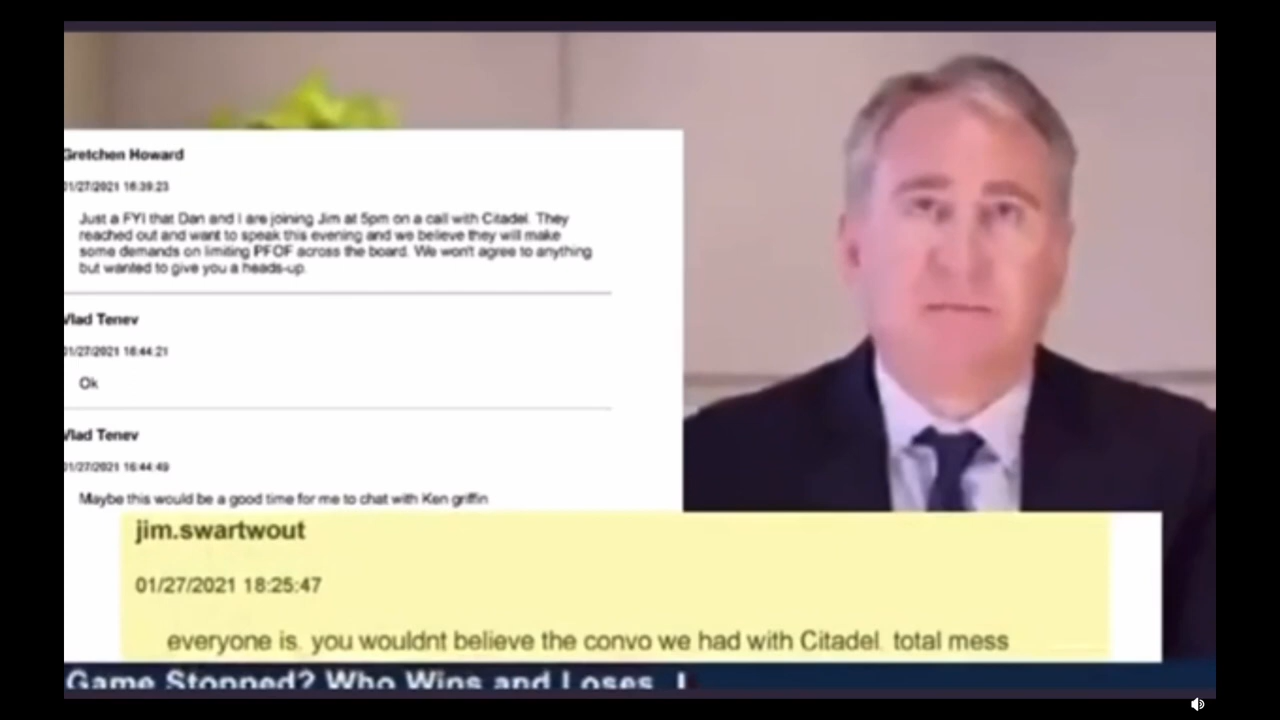 Gretchen Howard
01/27/2021 16:39:23
Just a FYI that Dan and I are joining Jim at 5pm on a call with Citadel. They
reached out and want to speak this evening and we believe they will make
some demands on limiting PFOF across the board. We won't agree to anything
but wanted to give you a heads-up.
Vlad Tenev
01/27/2021 16:44:21
Ok
Vlad Tenev
01/27/2021 16:44:49
Maybe this would be a good time for me to chat with Ken griffin
jim.swartwout
01/27/2021 18:25:47
everyone is. you wouldnt believe the convo we had with Citadel. total mess
Game Stopped? Who Wins and Loses